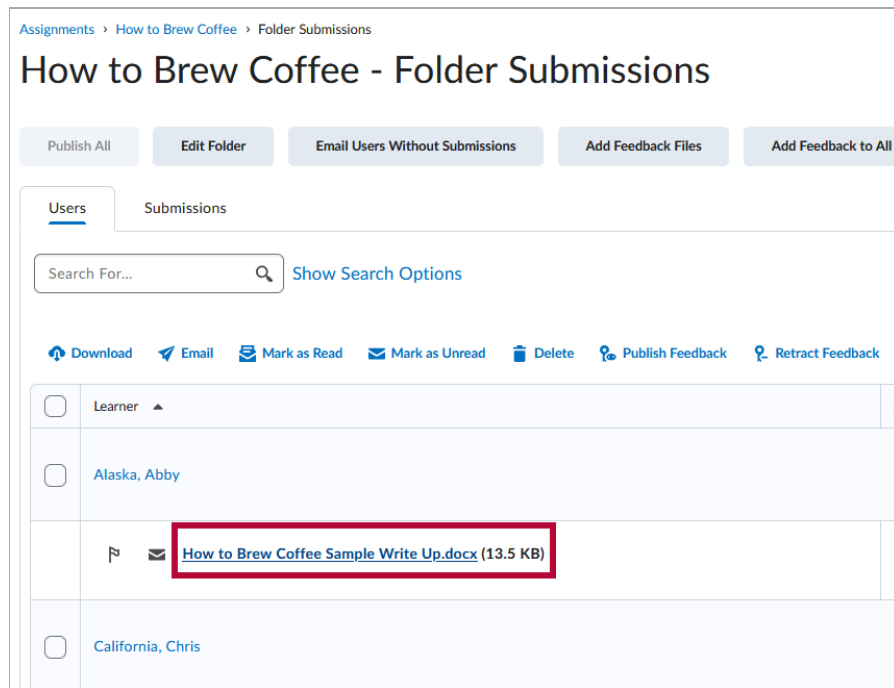 Assignments › How to Brew Coffee › Folder Submissions
How to Brew Coffee - Folder Submissions
Publish All Edit Folder Email Users Without Submissions Add Feedback Files Add Feedback to All
Users Submissions
Search For... Show Search Options
Download Email Mark as Read Mark as Unread Delete Publish Feedback Retract Feedback
Learner
Alaska, Abby
How to Brew Coffee Sample Write Up.docx (13.5 KB)
California, Chris